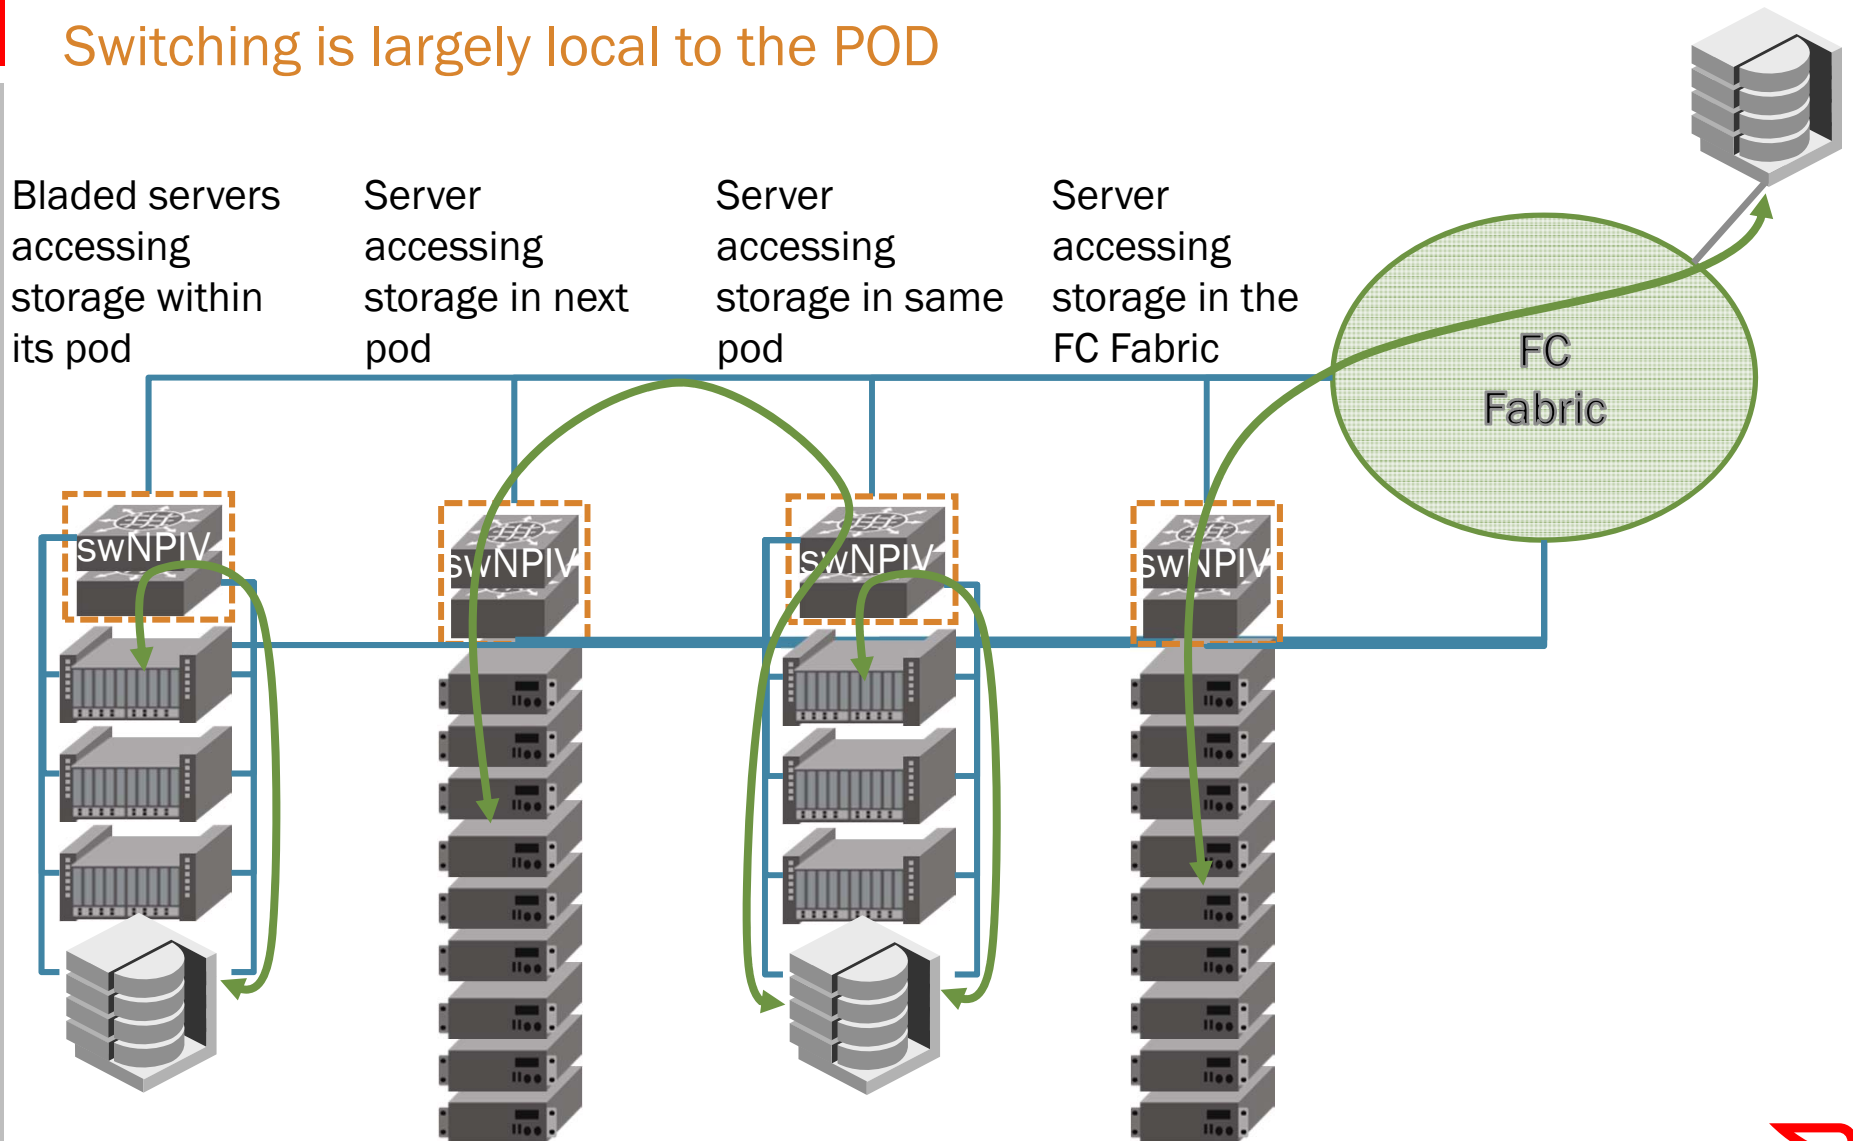 Switching is largely local to the POD
Bladed servers
accessing
storage within
its pod
Server
accessing
storage in next
pod
Server
accessing
storage in same
pod
Server
accessing
storage in the
FC Fabric
FC
Fabric
swNPIV
swNPIV
swNPIV
swNPIV